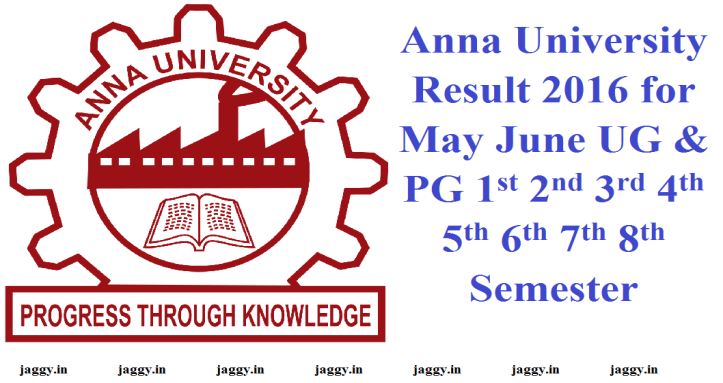 ANNA UNIVERSITY
PROGRESS THROUGH KNOWLEDGE
Anna University
Result 2016 for
May June UG &
PG 1st 2nd 3rd 4th
5th 6th 7th 8th
Semester
jaggy.in jaggy.in jaggy.in jaggy.in jaggy.in jaggy.in jaggy.in